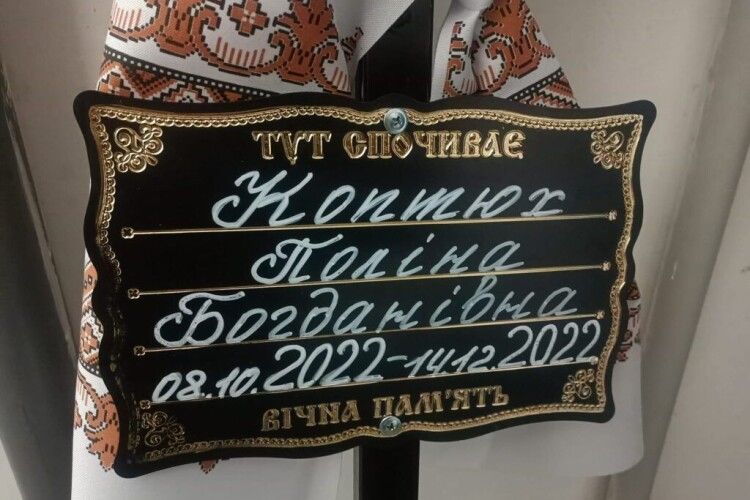 ТУТ СПОЧИВАЄ
Коптюх
Поліна
Богданівна
08.10.2022-14.12.2022
ВІЧНА ПАМ'ЯТЬ